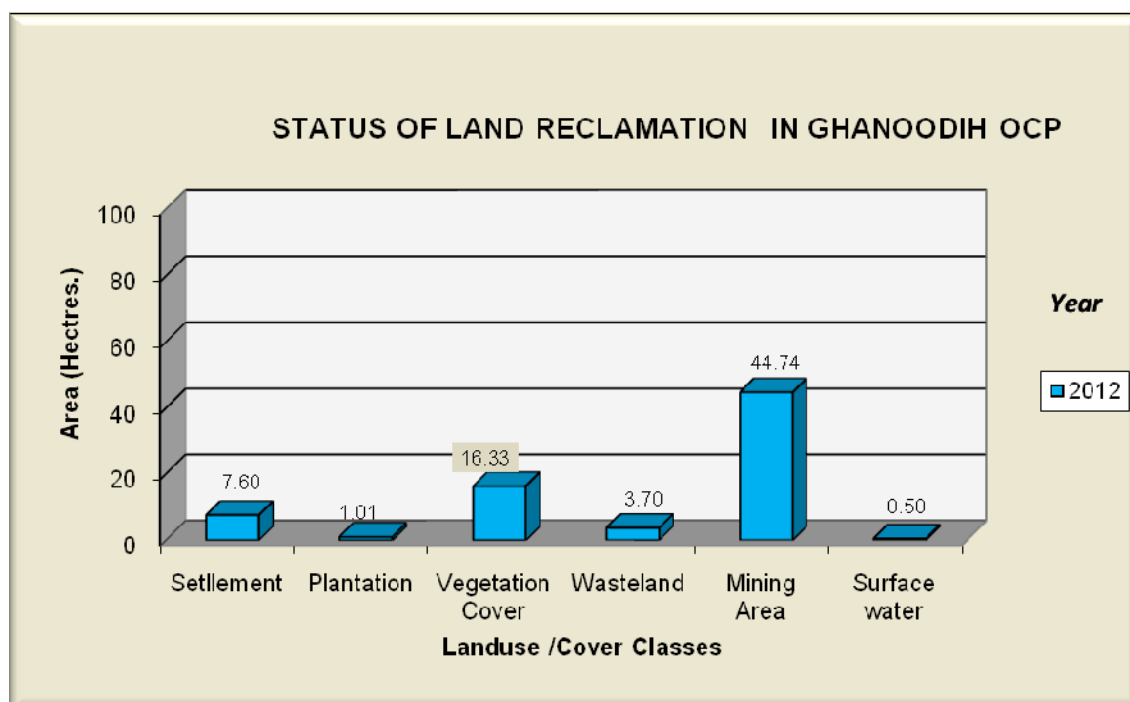 STATUS OF LAND RECLAMATION IN GHANOODIH OCP
Area (Hectres.)
100
80
60
40
20
0
7.60
1.01
16.33
3.70
44.74
0.50
Setllement
Plantation
Vegetation
Cover
Wasteland
Mining
Area
Surface
water
Landuse /Cover Classes
Year
2012